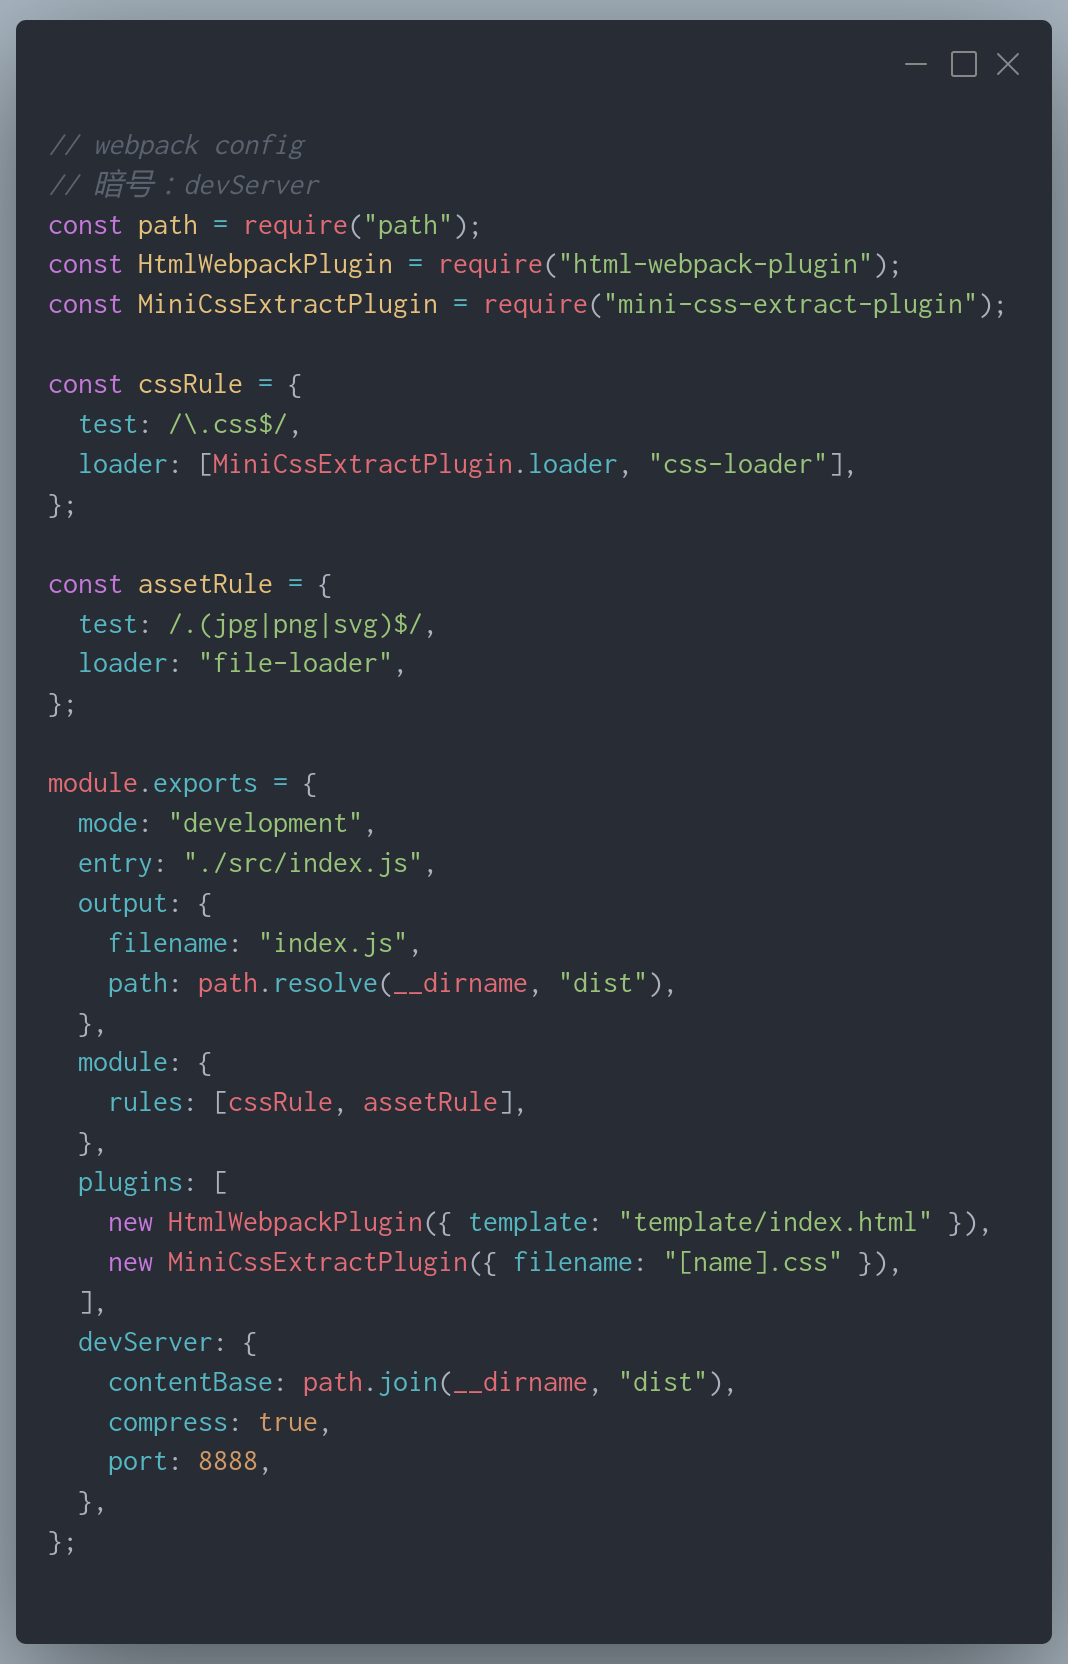 // webpack config
// 暗号：devServer
const path = require("path");
const HtmlWebpackPlugin = require("html-webpack-plugin");
const MiniCssExtractPlugin = require("mini-css-extract-plugin");

const cssRule = {
  test: /\.css$/,
  loader: [MiniCssExtractPlugin.loader, "css-loader"],
};

const assetRule = {
  test: /.(jpg|png|svg)$/,
  loader: "file-loader",
};

module.exports = {
  mode: "development",
  entry: "./src/index.js",
  output: {
    filename: "index.js",
    path: path.resolve(__dirname, "dist"),
  },
  module: {
    rules: [cssRule, assetRule],
  },
  plugins: [
    new HtmlWebpackPlugin({ template: "template/index.html" }),
    new MiniCssExtractPlugin({ filename: "[name].css" }),
  ],
  devServer: {
    contentBase: path.join(__dirname, "dist"),
    compress: true,
    port: 8888,
  },
};